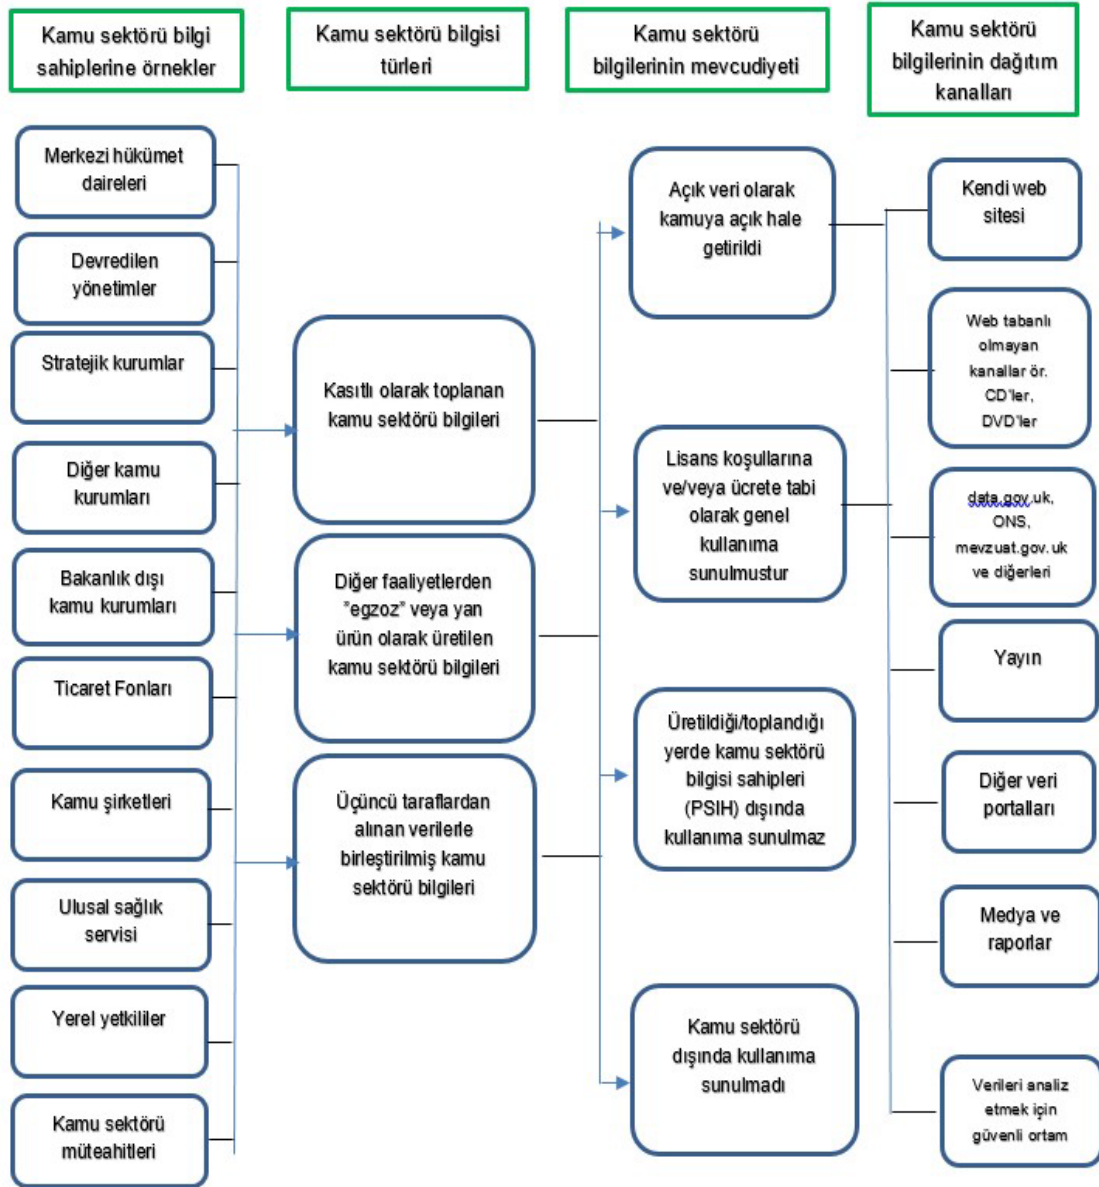 Kamu sektörü bilgi
sahiplerine örnekler
Kamu sektörü bilgisi
türleri
Kamu sektörü
bilgilerinin mevcudiyeti
Kamu sektörü
bilgilerinin dağıtım
kanalları
Merkezi hükümet
daireleri
Devredilen
yönetimler
Stratejik kurumlar
Diğer kamu
kurumları
Bakanlık dışı
kamu kurumları
Ticaret Fonları
Kamu şirketleri
Ulusal sağlık
servisi
Yerel yetkililer
Kamu sektörü
müteahitleri
Kasıtlı olarak toplanan
kamu sektörü bilgileri
Diğer faaliyetlerden
"egzoz" veya yan
ürün olarak üretilen
kamu sektörü bilgileri
Üçüncü taraflardan
alınan verilerle
birleştirilmiş kamu
sektörü bilgileri
Açık veri olarak
kamuya açık hale
getirildi
Lisans koşullarına
ve/veya ücrete tabi
olarak genel kullanıma
sunulmustur
Üretildiği/toplandığı
yerde kamu sektörü
bilgisi sahipleri
(PSIH) dışında
kullanıma sunulmaz
Kamu sektörü
dışında kullanıma
sunulmadı
Kendi web
sitesi
Web tabanlı
olmayan
kanallar ör.
CD'ler,
DVD'ler
data.gov.uk,
ONS,
mevzuat.gov.uk
ve diğerleri
Yayın
Diğer veri
portalları
Medya ve
raporlar
Verileri analiz
etmek için
güvenli ortam